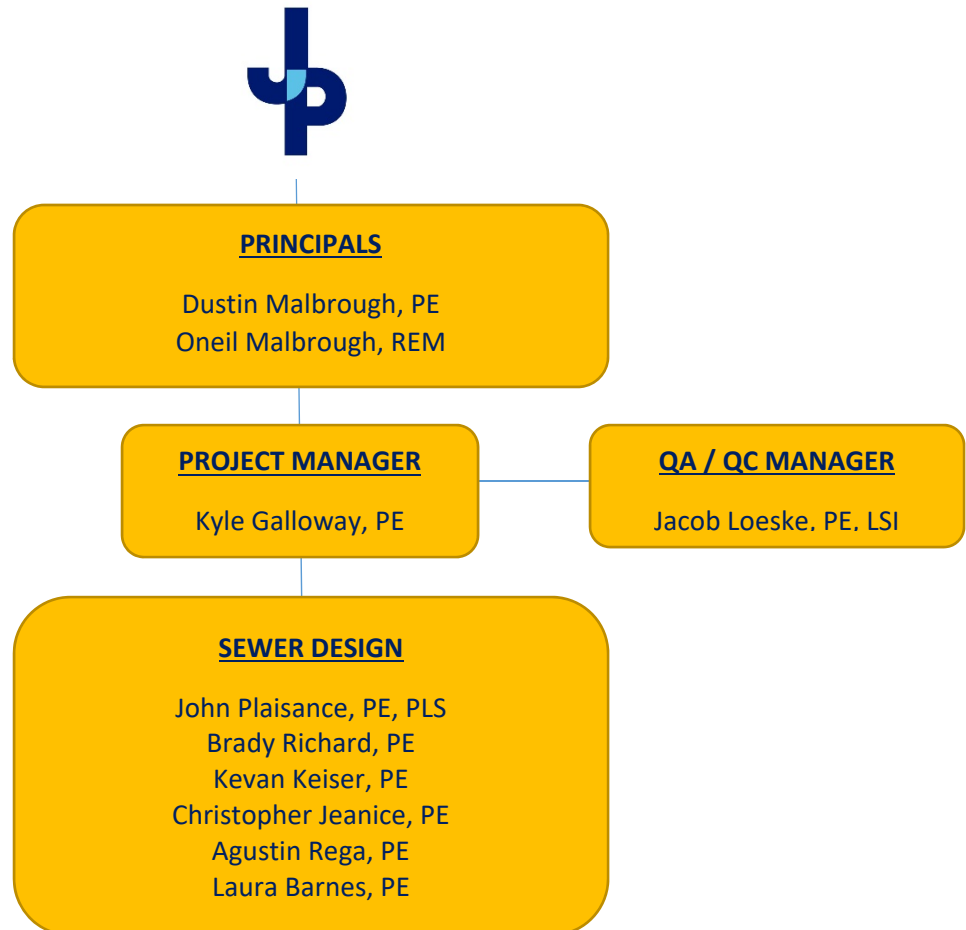 JP
PRINCIPALS
Dustin Malbrough, PE
Oneil Malbrough, REM
PROJECT MANAGER
Kyle Galloway, PE
QA / QC MANAGER
Jacob Loeske, PE, LSI
SEWER DESIGN
John Plaisance, PE, PLS
Brady Richard, PE
Kevan Keiser, PE
Christopher Jeanice, PE
Agustin Rega, PE
Laura Barnes, PE